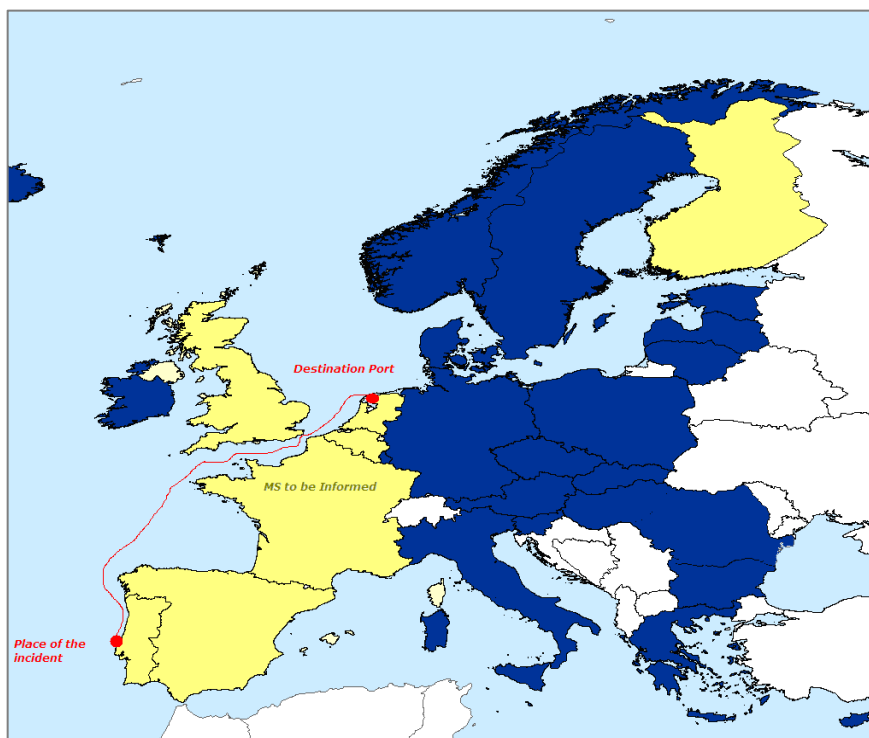 Destination Port
MS to be Informed
Place of the
incident